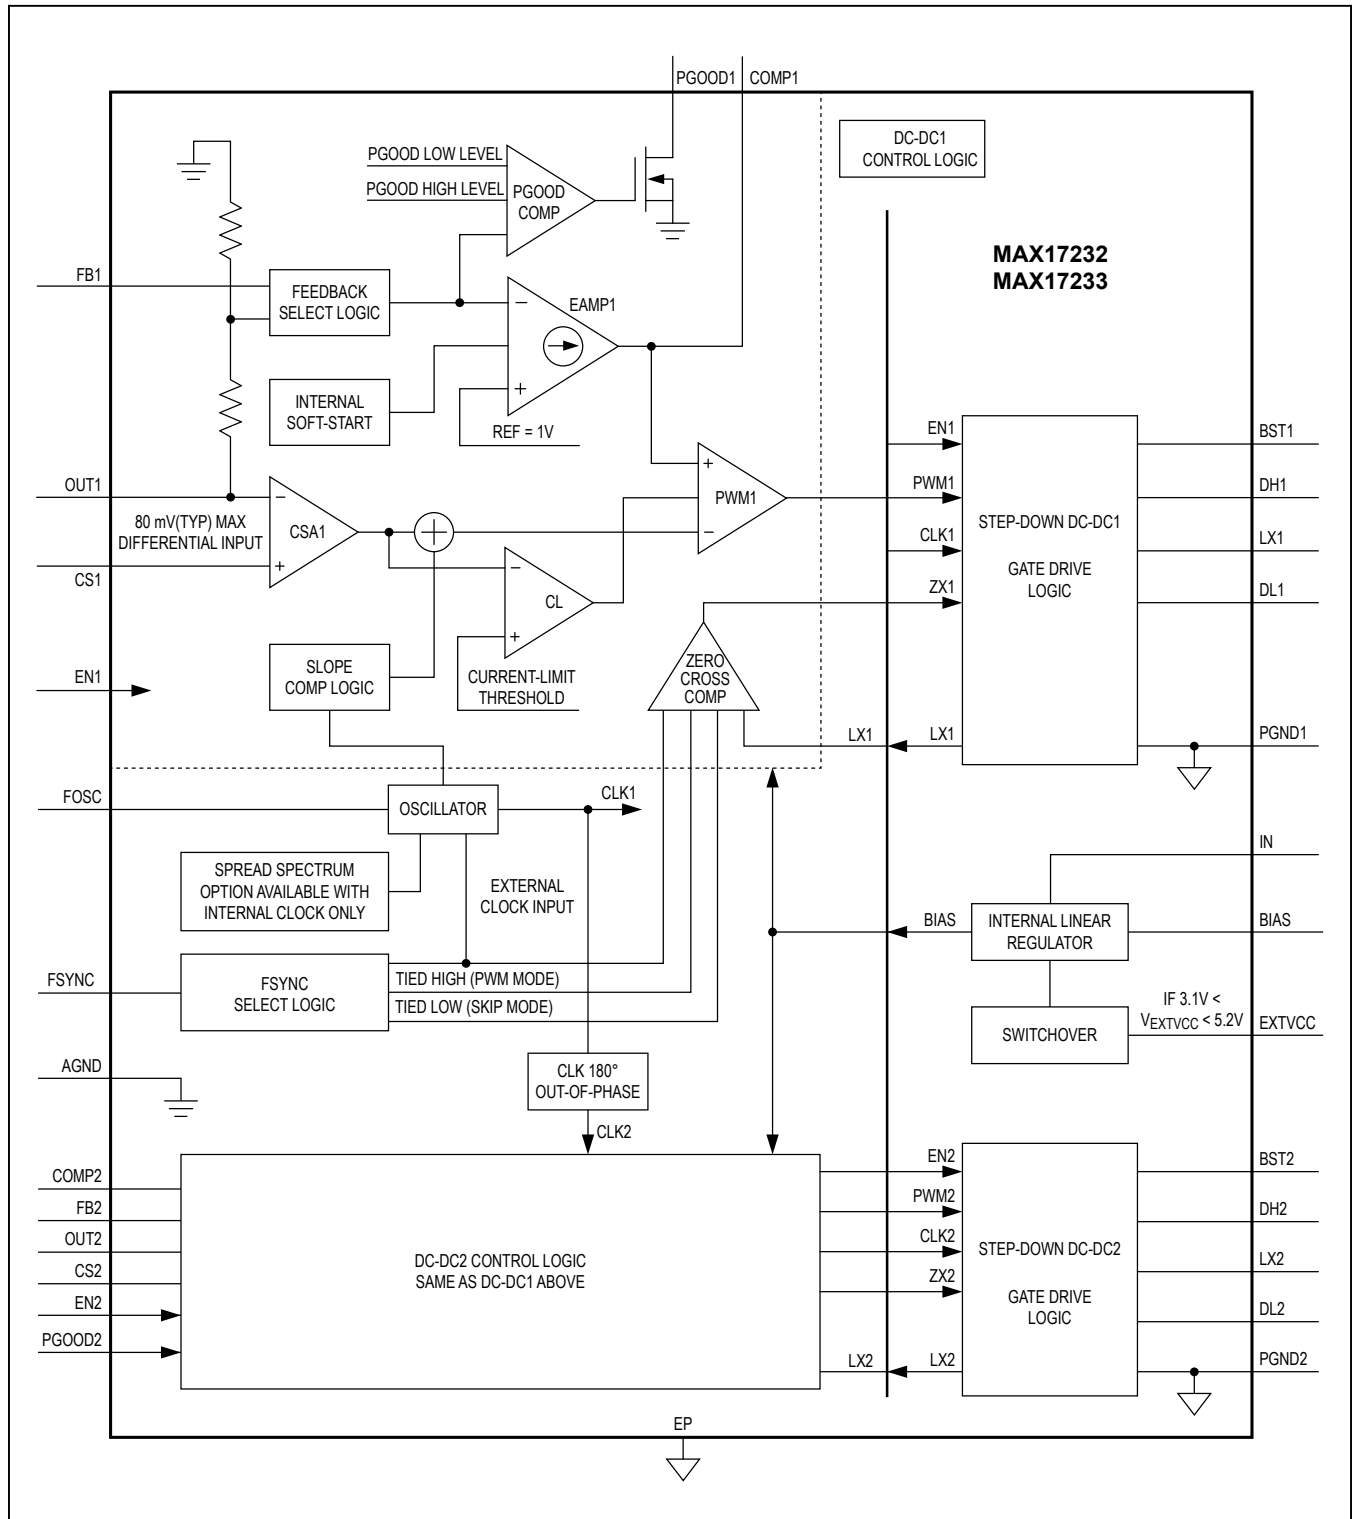 PGOOD1
COMP1
DC-DC1
CONTROL LOGIC
PGOOD LOW LEVEL
PGOOD HIGH LEVEL
PGOOD
COMP
MAX17232
MAX17233
FB1
FEEDBACK
SELECT LOGIC
−
EAMP1
+
INTERNAL
SOFT-START
REF = 1V
EN1
BST1
OUT1
−
80 mV(TYP) MAX
DIFFERENTIAL INPUT
CSA1
+
CS1
+
+
PWM1
−
PWM1
DH1
STEP-DOWN DC-DC1
GATE DRIVE
LOGIC
CLK1
LX1
−
CL
+
ZX1
DL1
CURRENT-LIMIT
THRESHOLD
ZERO
CROSS
COMP
SLOPE
COMP LOGIC
EN1
LX1
LX1
PGND1
FOSC
OSCILLATOR
CLK1
SPREAD SPECTRUM
OPTION AVAILABLE WITH
INTERNAL CLOCK ONLY
EXTERNAL
CLOCK INPUT
IN
BIAS
INTERNAL LINEAR
REGULATOR
BIAS
FSYNC
FSYNC
SELECT LOGIC
TIED HIGH (PWM MODE)
TIED LOW (SKIP MODE)
SWITCHOVER
IF 3.1V <
VEXTVCC < 5.2V
EXTVCC
AGND
CLK 180°
OUT-OF-PHASE
CLK2
COMP2
FB2
OUT2
CS2
EN2
PGOOD2
DC-DC2 CONTROL LOGIC
SAME AS DC-DC1 ABOVE
EN2
PWM2
CLK2
ZX2
LX2
LX2
STEP-DOWN DC-DC2
GATE DRIVE
LOGIC
BST2
DH2
LX2
DL2
PGND2
EP